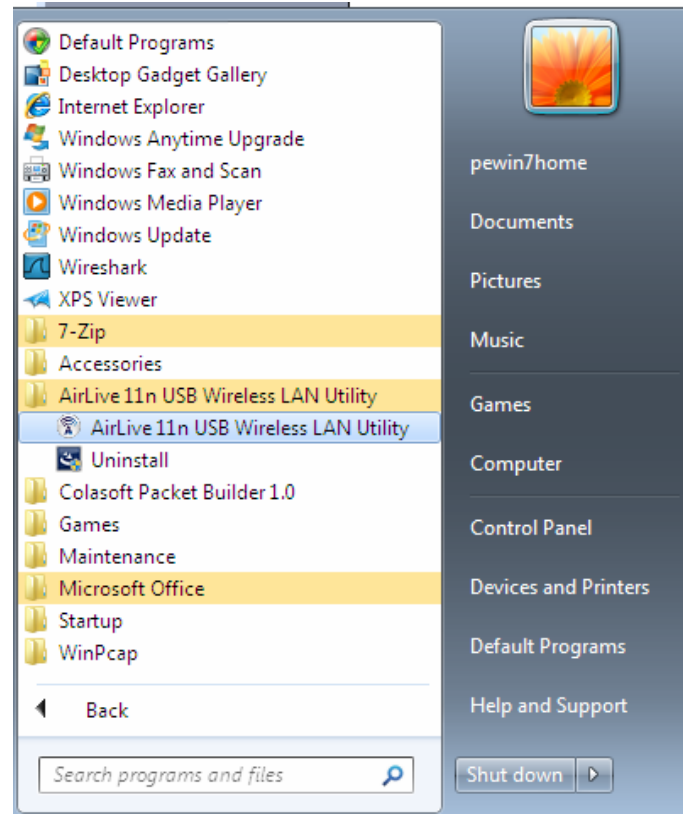 Default Programs
Desktop Gadget Gallery
Internet Explorer
Windows Anytime Upgrade
Windows Fax and Scan
Windows Media Player
Windows Update
Wireshark
XPS Viewer
7-Zip
Accessories
AirLive 11n USB Wireless LAN Utility
AirLive 11n USB Wireless LAN Utility
Uninstall
Colasoft Packet Builder 1.0
Games
Maintenance
Microsoft Office
Startup
WinPcap
Back
Search programs and files
pewin7home
Documents
Pictures
Music
Games
Computer
Control Panel
Devices and Printers
Default Programs
Help and Support
Shut down